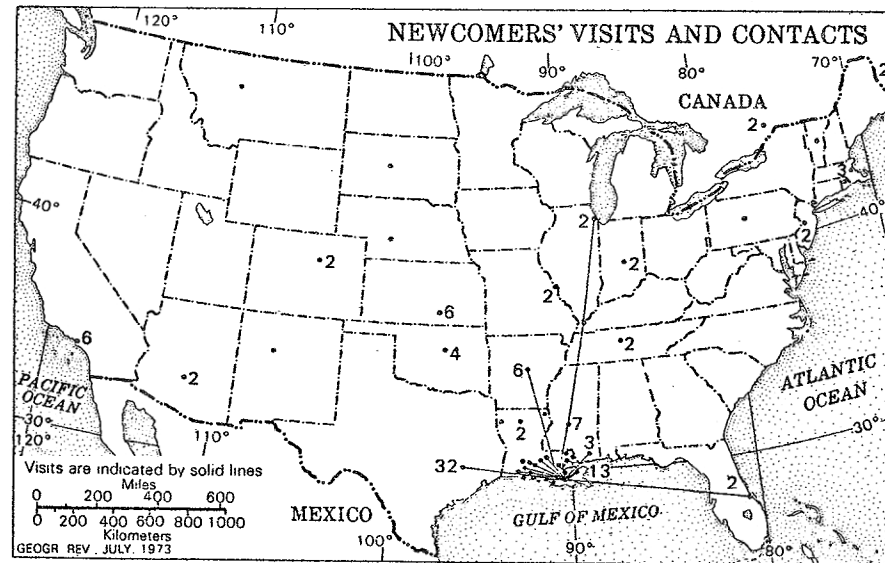 120°
110°
NEWCOMERS' VISITS AND CONTACTS
100°
90°
80°
70°
CANADA
2
2
3
40°
2
40°
2
2
2
2
6
6
2
4
2
6
PACIFIC
OCEAN
ATLANTIC
OCEAN
30°
120°
110°
2
7
3
30°
32
13
2
Visits are indicated by solid lines
Miles
0 200 400 600
0 200 400 600 800 1000
Kilometers
MEXICO
GULF OF MEXICO
GEOGR REV. JULY, 1973
100°
90°
80°